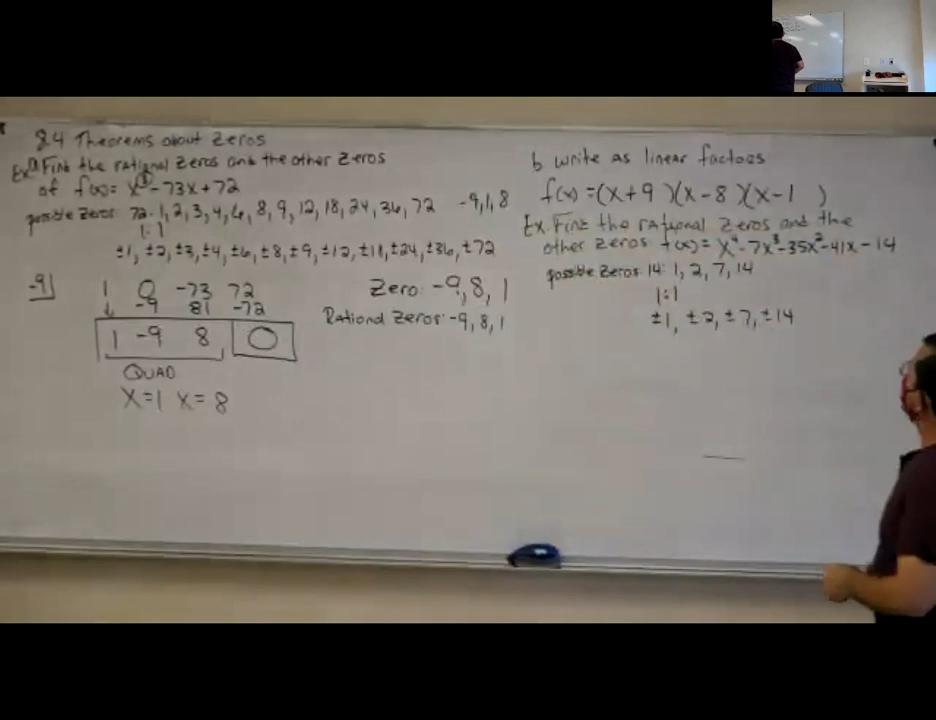 8.4 Theorems about Zeros
Ex a Find the rational zeros and the other zeros
of f(x)= x³-73x+72
possible zeros: 72: 1, 2, 3, 4, 6, 8, 9, 12, 18, 24, 36, 72   -9,1,8
1: 1
±1, ±2, ±3, ±4, ±6, ±8, ±9, ±12, ±18, ±24, ±36, ±72
-9| 1 0 -73 72
↓ -9 81 -72
1 -9 8 0
QUAD
X=1 X=8
Zero: -9, 8, 1
Rational Zeros: -9, 8, 1
b write as linear factors
f(x) =(x+9)(x-8)(x-1)
Ex. Find the rational zeros and the
other zeros f(x)= x⁴-7x³-35x²-41x-14
possible zeros 14: 1, 2, 7, 14
1: 1
±1, ±2, ±7, ±14